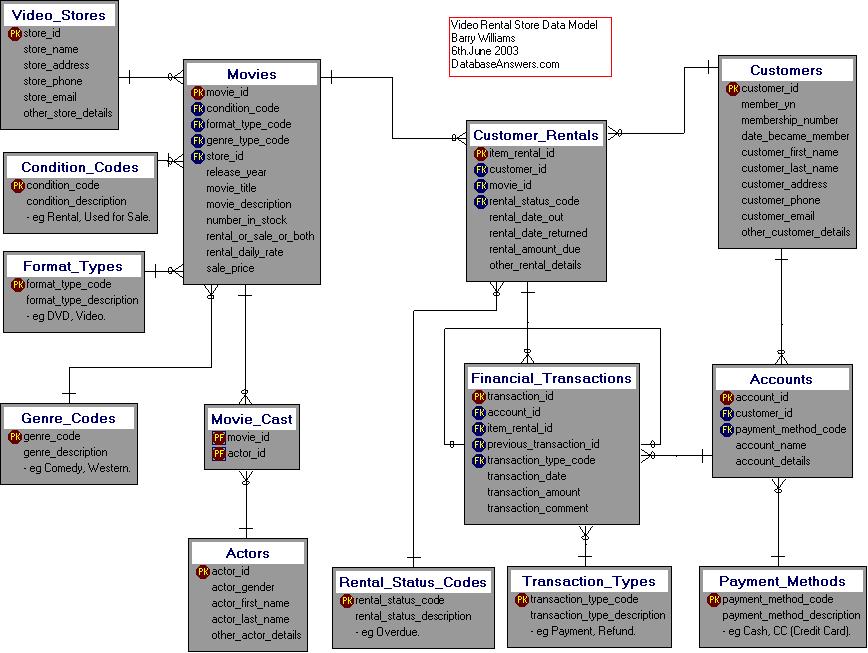 Video_Stores
PK store_id
store_name
store_address
store_phone
store_email
other_store_details
Video Rental Store Data Model
Barry Williams
6th.June 2003
DatabaseAnswers.com
Movies
PK movie_id
FK condition_code
FK format_type_code
FK genre_type_code
FK store_id
release_year
movie_title
movie_description
number_in_stock
rental_or_sale_or_both
rental_daily_rate
sale_price
Customers
PK customer_id
member_yn
membership_number
date_became_member
customer_first_name
customer_last_name
customer_address
customer_phone
customer_email
other_customer_details
Customer_Rentals
PK item_rental_id
FK customer_id
FK movie_id
FK rental_status_code
rental_date_out
rental_date_returned
rental_amount_due
other_rental_details
Condition_Codes
PK condition_code
condition_description
- eg Rental, Used for Sale.
Format_Types
PK format_type_code
format_type_description
- eg DVD, Video.
Genre_Codes
PK genre_code
genre_description
- eg Comedy, Western.
Movie_Cast
PF movie_id
PF actor_id
Financial_Transactions
PK transaction_id
FK account_id
FK item_rental_id
FK previous_transaction_id
FK transaction_type_code
transaction_date
transaction_amount
transaction_comment
Accounts
PK account_id
FK customer_id
FK payment_method_code
account_name
account_details
Actors
PK actor_id
actor_gender
actor_first_name
actor_last_name
other_actor_details
Rental_Status_Codes
PK rental_status_code
rental_status_description
- eg Overdue.
Transaction_Types
PK transaction_type_code
transaction_type_description
- eg Payment, Refund.
Payment_Methods
PK payment_method_code
payment_method_description
- eg Cash, CC (Credit Card).